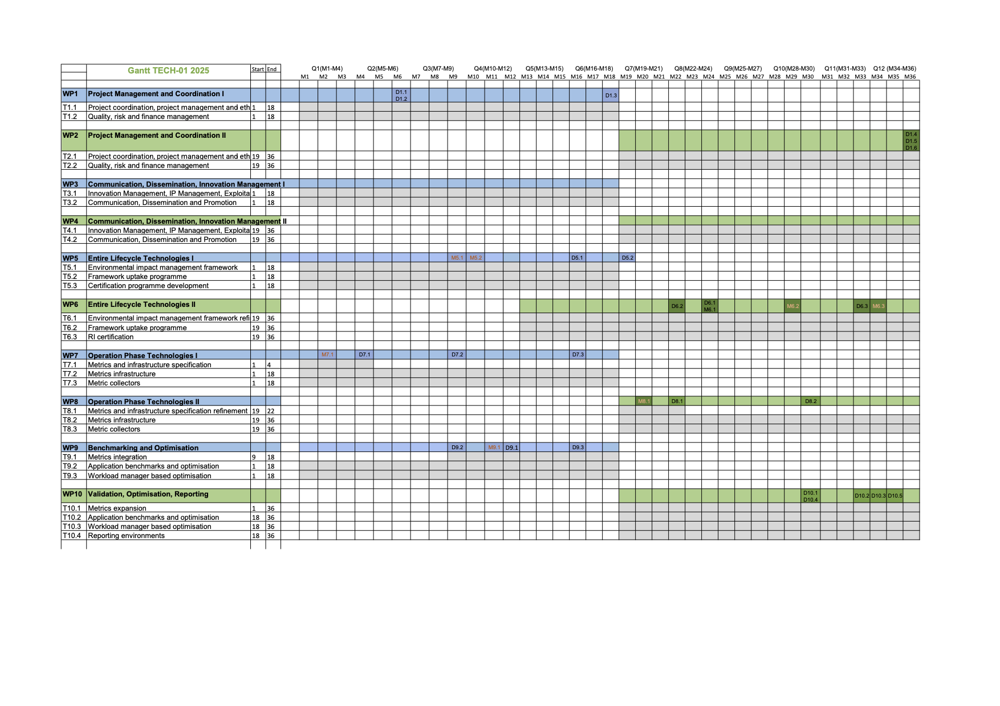 Gantt TECH-01 2025 Start End Q1(M1-M4) Q2(M5-M6) Q3(M7-M9) Q4(M10-M12) Q5(M13-M15) Q6(M16-M18) Q7(M19-M21) Q8(M22-M24) Q9(M25-M27) Q10(M28-M30) Q11(M31-M33) Q12 (M34-M36)
M1 M2 M3 M4 M5 M6 M7 M8 M9 M10 M11 M12 M13 M14 M15 M16 M17 M18 M19 M20 M21 M22 M23 M24 M25 M26 M27 M28 M29 M30 M31 M32 M33 M34 M35 M36
WP1 Project Management and Coordination I D1.1 D1.3
D1.2
T1.1 Project coordination, project management and eth 1 18
T1.2 Quality, risk and finance management 1 18
WP2 Project Management and Coordination II D1.4
D1.5
D1.6
T2.1 Project coordination, project management and eth 19 36
T2.2 Quality, risk and finance management 19 36
WP3 Communication, Dissemination, Innovation Management I
T3.1 Innovation Management, IP Management, Exploita 1 18
T3.2 Communication, Dissemination and Promotion 1 18
WP4 Communication, Dissemination, Innovation Management II
T4.1 Innovation Management, IP Management, Exploita 19 36
T4.2 Communication, Dissemination and Promotion 19 36
WP5 Entire Lifecycle Technologies I M5.1 M5.2 D5.1 D5.2
T5.1 Environmental impact management framework 1 18
T5.2 Framework uptake programme 1 18
T5.3 Certification programme development 1 18
WP6 Entire Lifecycle Technologies II D6.2 D6.1 M6.2 D6.3 M6.3
M6.1
T6.1 Environmental impact management framework refi 19 36
T6.2 Framework uptake programme 19 36
T6.3 RI certification 19 36
WP7 Operation Phase Technologies I M7.1 D7.1 D7.2 D7.3
T7.1 Metrics and infrastructure specification 1 4
T7.2 Metrics infrastructure 1 18
T7.3 Metric collectors 1 18
WP8 Operation Phase Technologies II M8.1 D8.1 D8.2
T8.1 Metrics and infrastructure specification refinement 19 22
T8.2 Metrics infrastructure 19 36
T8.3 Metric collectors 19 36
WP9 Benchmarking and Optimisation D9.2 M9.1 D9.1 D9.3
T9.1 Metrics integration 9 18
T9.2 Application benchmarks and optimisation 1 18
T9.3 Workload manager based optimisation 1 18
WP10 Validation, Optimisation, Reporting D10.1 D10.2 D10.3 D10.5
D10.4
T10.1 Metrics expansion 1 36
T10.2 Application benchmarks and optimisation 18 36
T10.3 Workload manager based optimisation 18 36
T10.4 Reporting environments 18 36